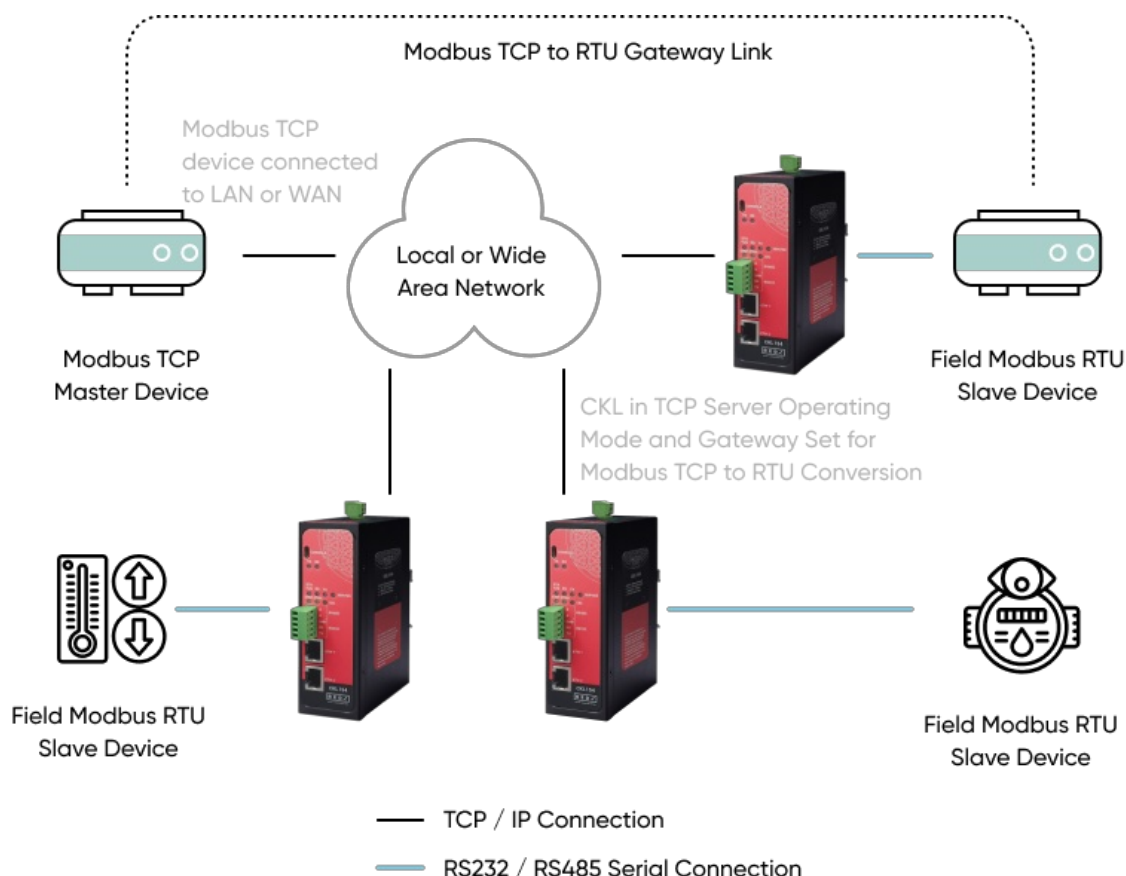 Modbus TCP to RTU Gateway Link
Modbus TCP
device connected
to LAN or WAN
Local or Wide
Area Network
Modbus TCP
Master Device
Field Modbus RTU
Slave Device
CKL in TCP Server Operating
Mode and Gateway Set for
Modbus TCP to RTU Conversion
Field Modbus RTU
Slave Device
Field Modbus RTU
Slave Device
TCP / IP Connection
RS232 / RS485 Serial Connection